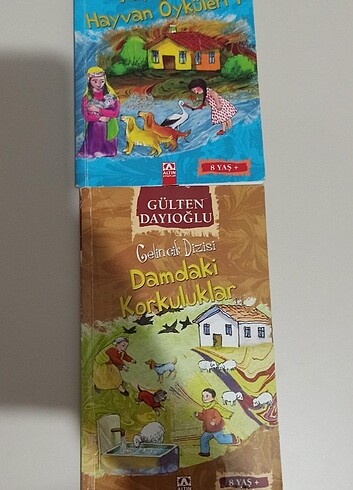 Hayvan Öyküleri
ALTIN
8 YAŞ +
GÜLTEN
DAYIOĞLU
Gelincik Dizisi
Damdaki
Korkuluklar
ALTIN
8 YAŞ +